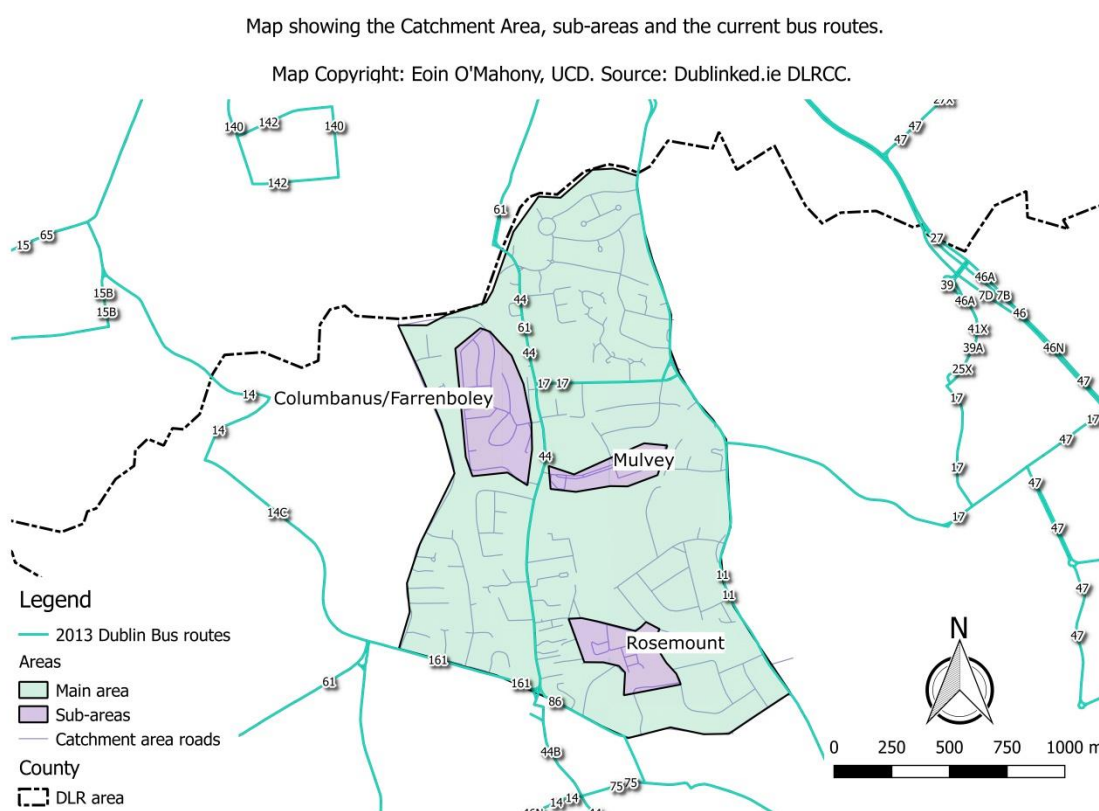 Map showing the Catchment Area, sub-areas and the current bus routes.
Map Copyright: Eoin O'Mahony, UCD. Source: Dublinked.ie DLRCC.
27X
47
47
140
142
140
142
61
65
15
15B
15B
27
46A
39
7D
7B
46A
46
41X
46N
39A
25X
47
17
17
47
44
61
44
17
17
14
Columbanus/Farrenboley
14
44
Mulvey
17
47
47
17
14C
47
11
11
47
47
Rosemount
161
161
61
86
44B
75
75
14
14
Legend
2013 Dublin Bus routes
Areas
Main area
Sub-areas
Catchment area roads
County
DLR area
N
0 250 500 750 1000 m